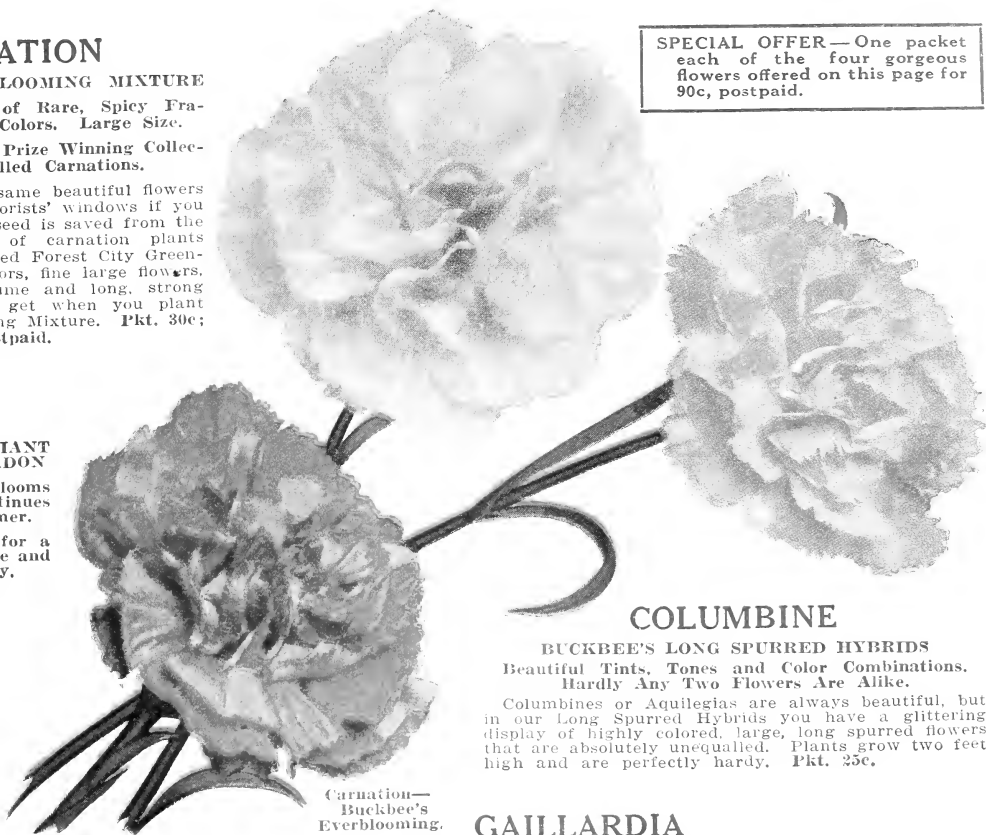 ATION
LOOMING MIXTURE
of Rare, Spicy Fra-
Colors. Large Size.
Prize Winning Collec-
lled Carnations.
same beautiful flowers
orists' windows if you
seed is saved from the
of carnation plants
ed Forest City Green-
ors, fine large flowers.
ume and long, strong
get when you plant
ng Mixture. Pkt. 30c;
tpaid.
SPECIAL OFFER—One packet
each of the four gorgeous
flowers offered on this page for
90c, postpaid.
IANT
DON
looms
tinues
ner.
for a
e and
y.
Carnation—
Buckbee's
Everblooming.
COLUMBINE
BUCKBEE'S LONG SPURRED HYBRIDS
Beautiful Tints, Tones and Color Combinations.
Hardly Any Two Flowers Are Alike.
Columbines or Aquilegias are always beautiful, but
in our Long Spurred Hybrids you have a glittering
display of highly colored, large, long spurred flowers
that are absolutely unequalled. Plants grow two feet
high and are perfectly hardy. Pkt. 25c.
GAILLARDIA